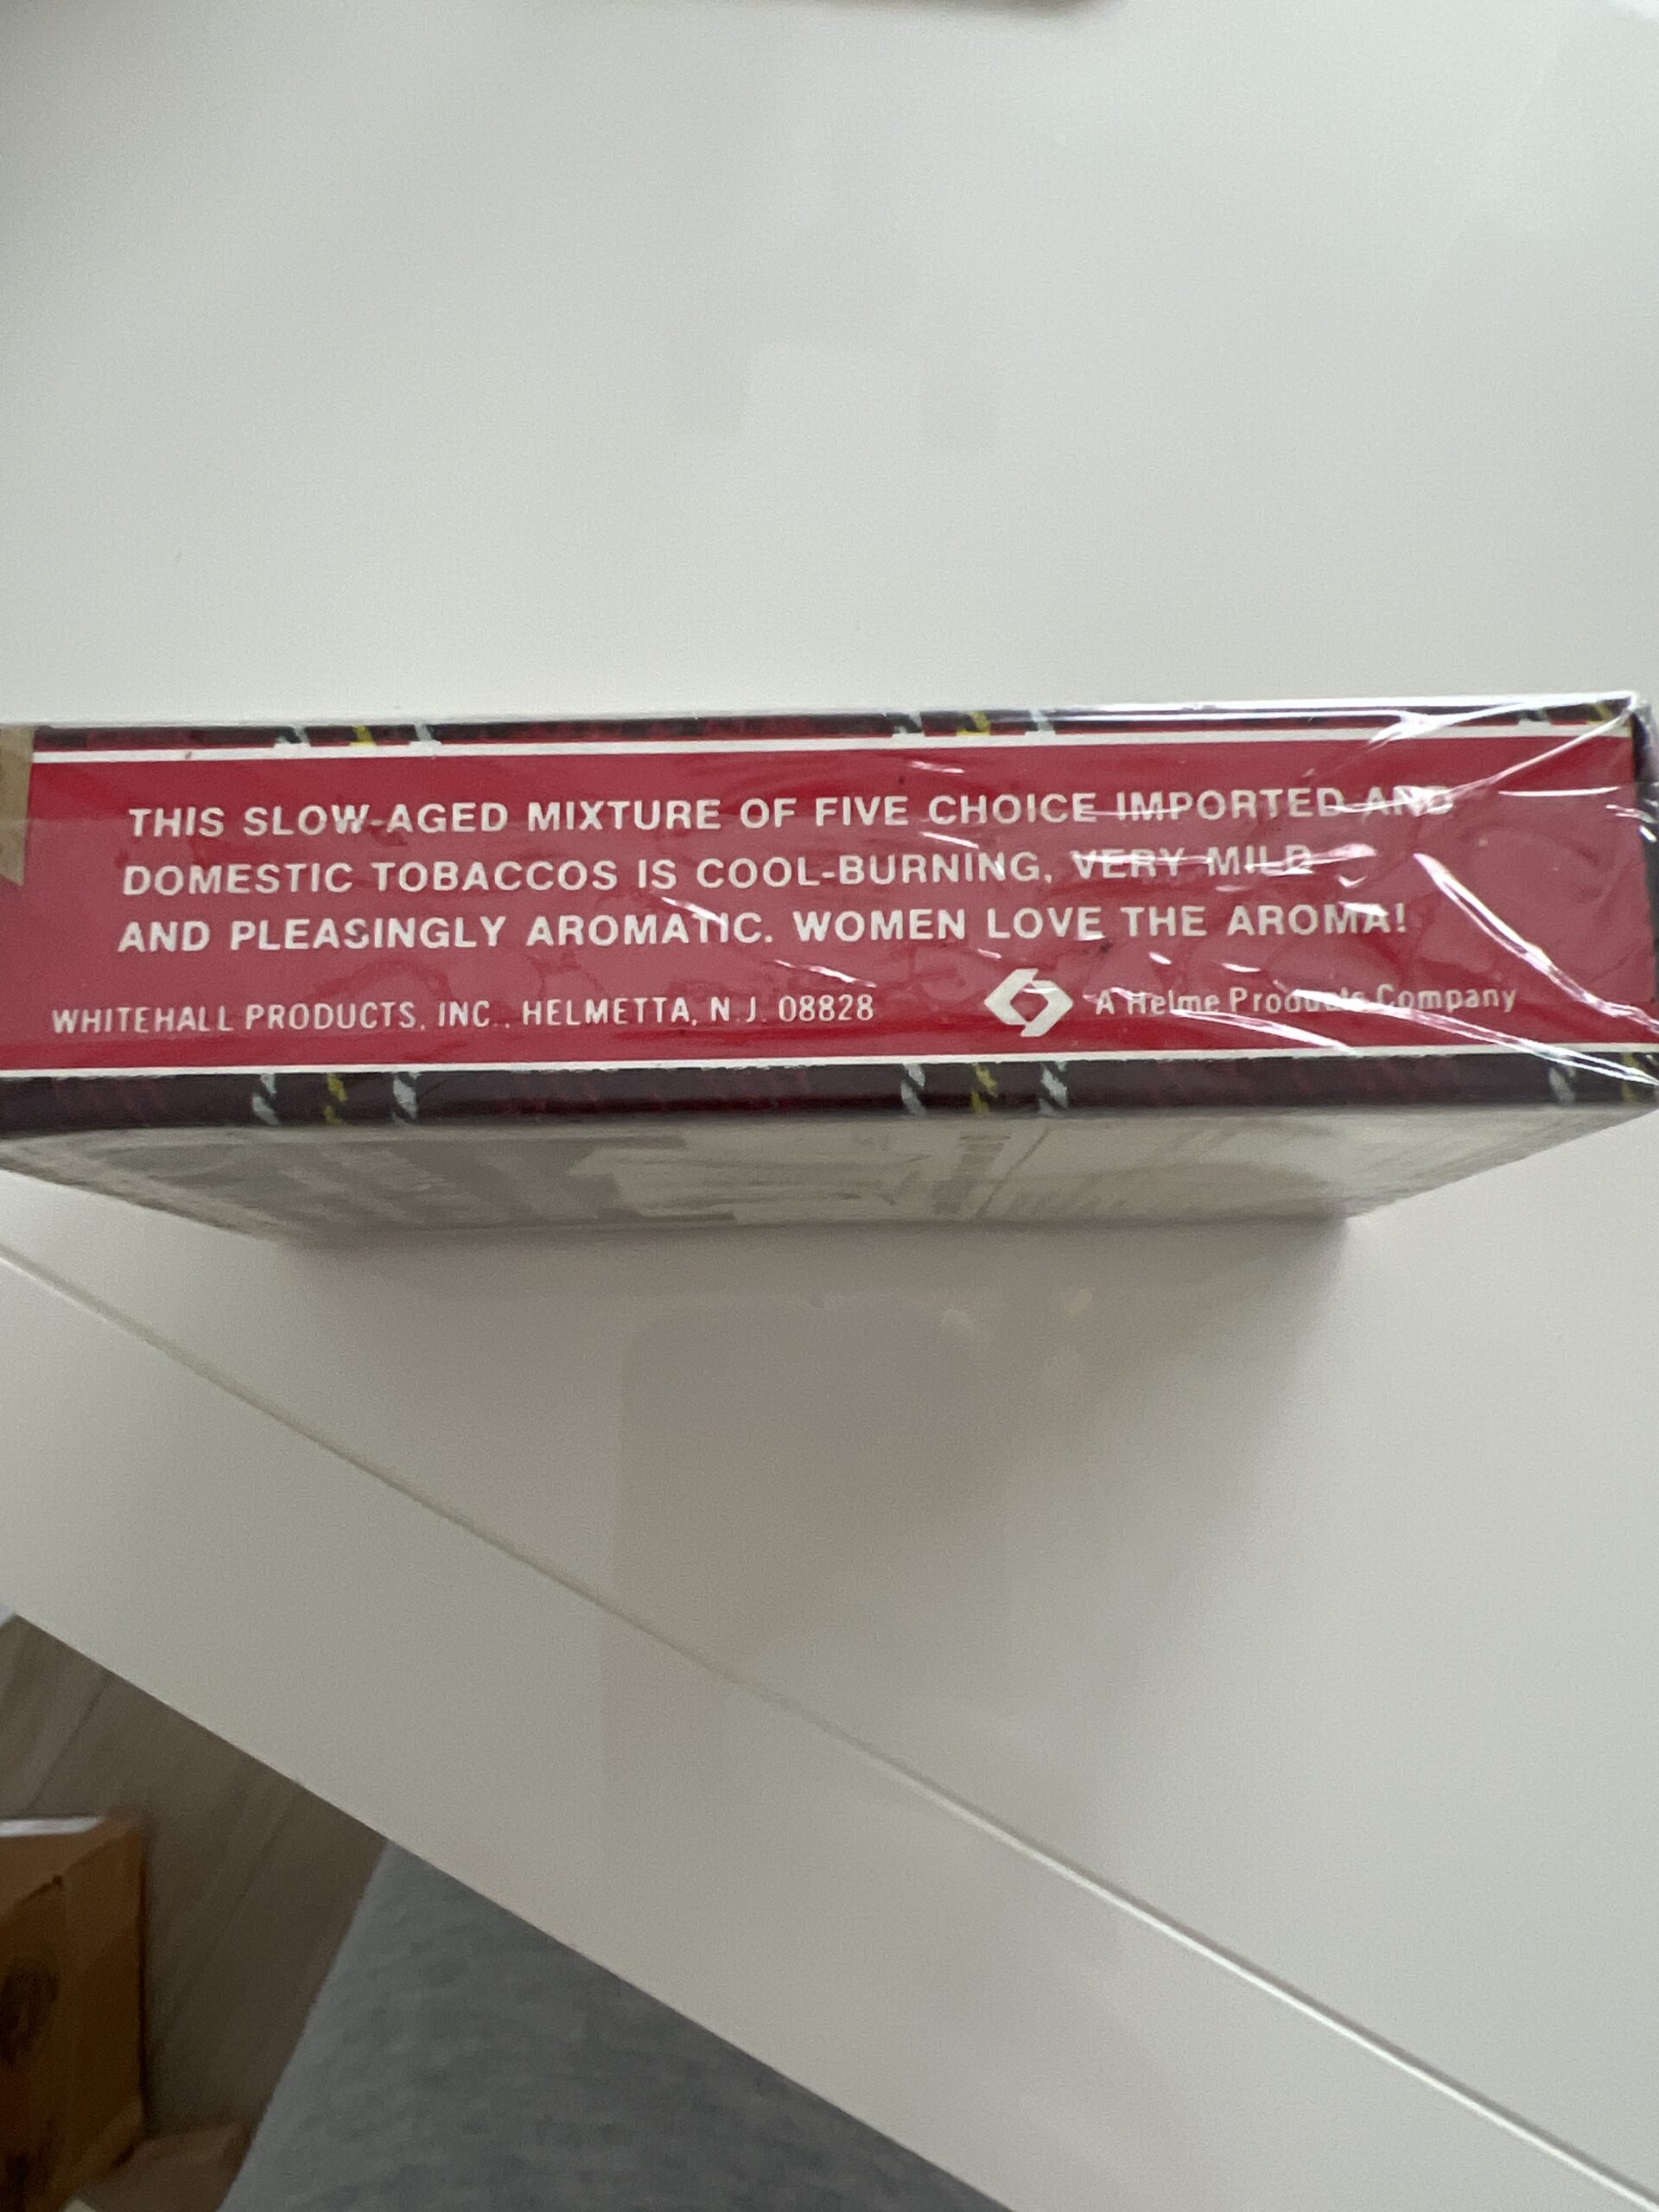 THIS SLOW-AGED MIXTURE OF FIVE CHOICE IMPORTED AND
DOMESTIC TOBACCOS IS COOL-BURNING, VERY MILD
AND PLEASINGLY AROMATIC. WOMEN LOVE THE AROMA!
WHITEHALL PRODUCTS, INC., HELMETTA, N.J. 08828
A Helme Products Company